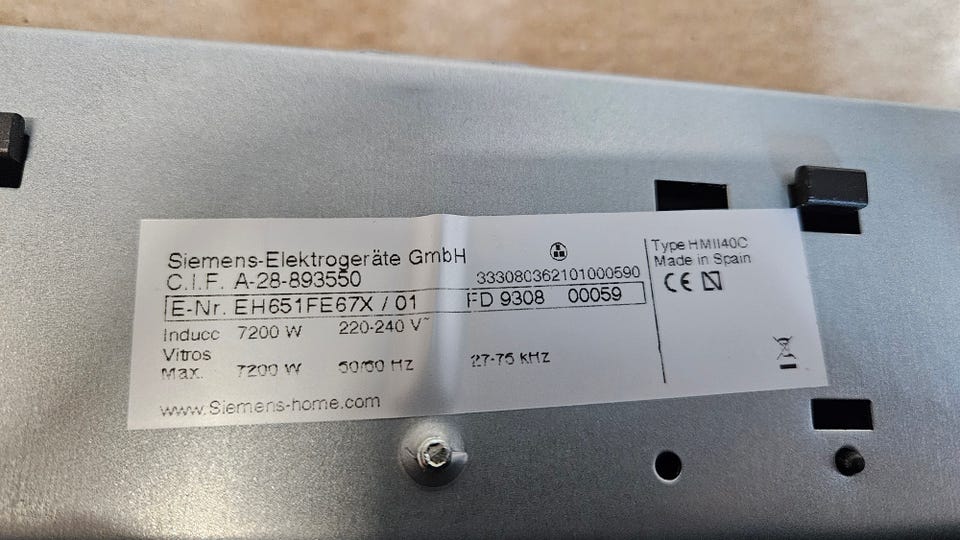 Siemens-Elektrogeräte GmbH
C.I.F. A-28-893550
333080362101000590
E-Nr. EH651FE67X / 01 FD 9308 00059
Inducc 7200 W 220-240 V~
Vitros
Max. 7200 W 50/60 Hz 27-75 KHz
www.Siemens-home.com
Type HMII40C
Made in Spain
CE N